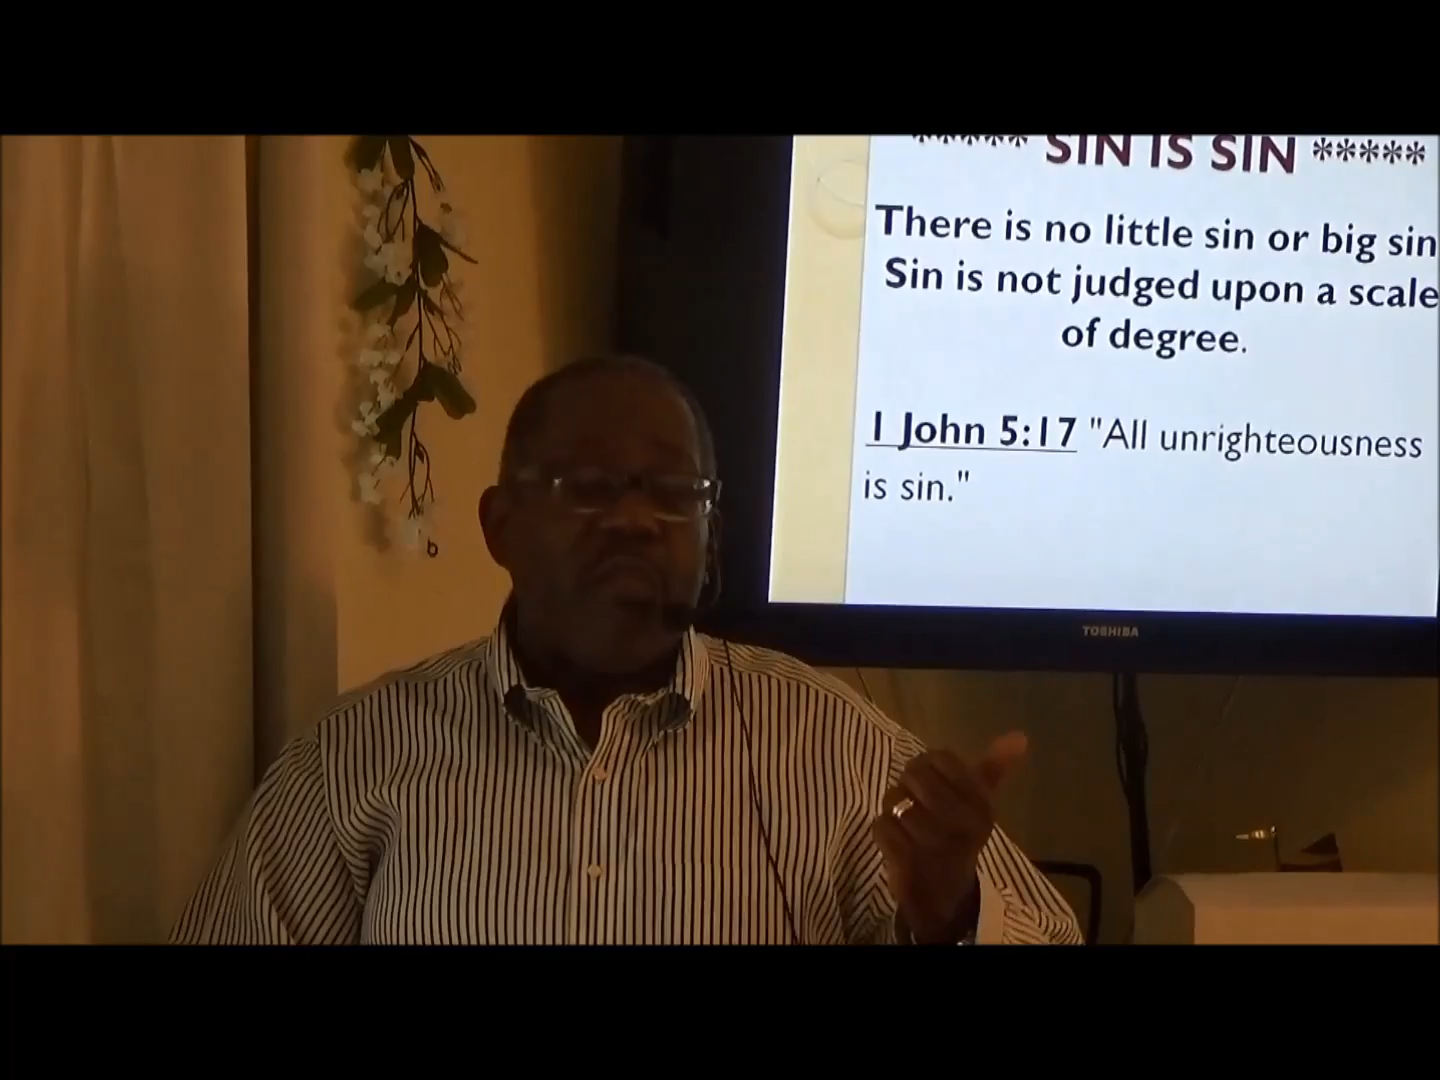 ***** SIN IS SIN *****
There is no little sin or big sin
Sin is not judged upon a scale
of degree.
1 John 5:17 "All unrighteousness
is sin."
TOSHIBA